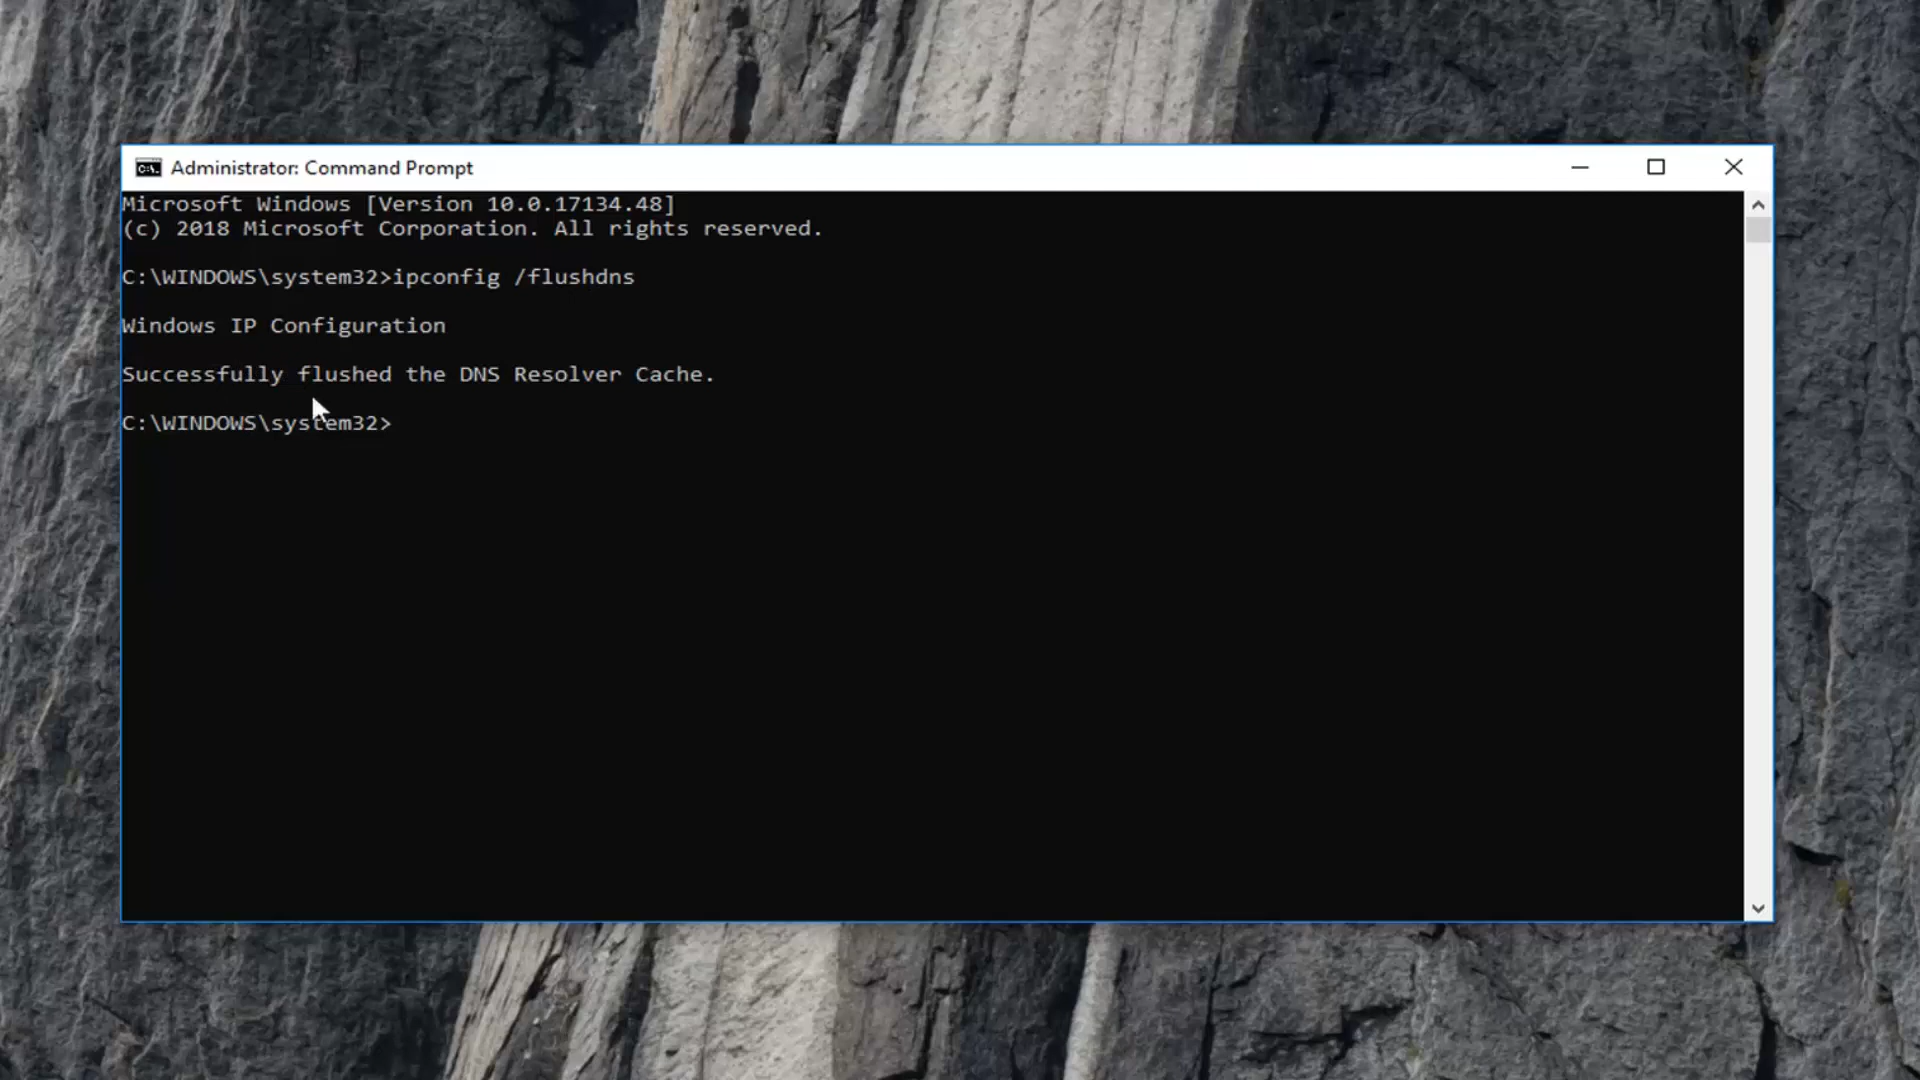 Administrator: Command Prompt
Microsoft Windows [Version 10.0.17134.48]
(c) 2018 Microsoft Corporation. All rights reserved.
C:\WINDOWS\system32>ipconfig /flushdns
Windows IP Configuration
Successfully flushed the DNS Resolver Cache.
C:\WINDOWS\system32>